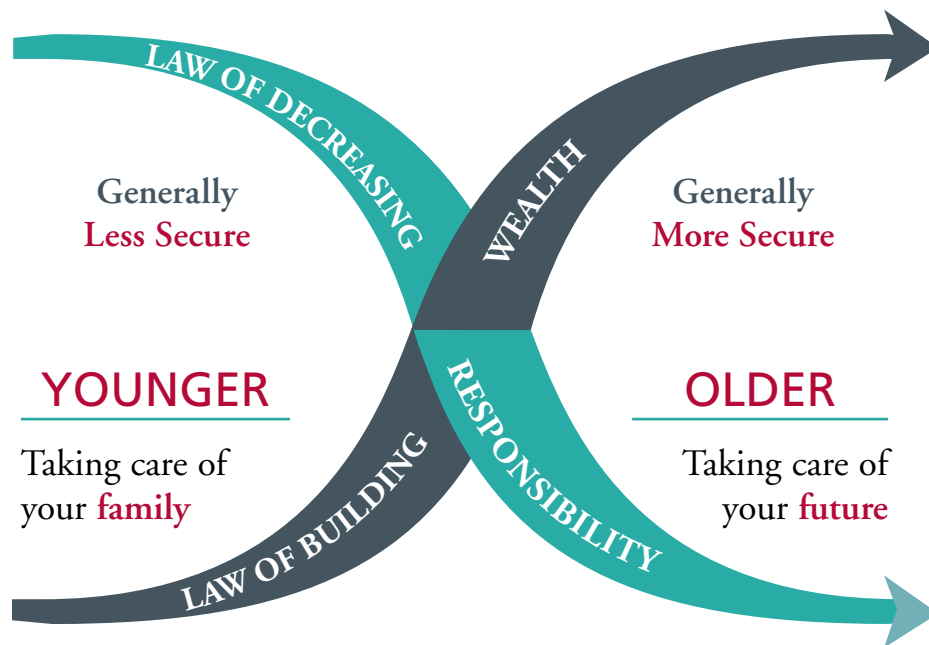 LAW OF DECREASING
RESPONSIBILITY
LAW OF BUILDING
WEALTH
Generally
Less Secure
Generally
More Secure
YOUNGER
Taking care of
your family
OLDER
Taking care of
your future